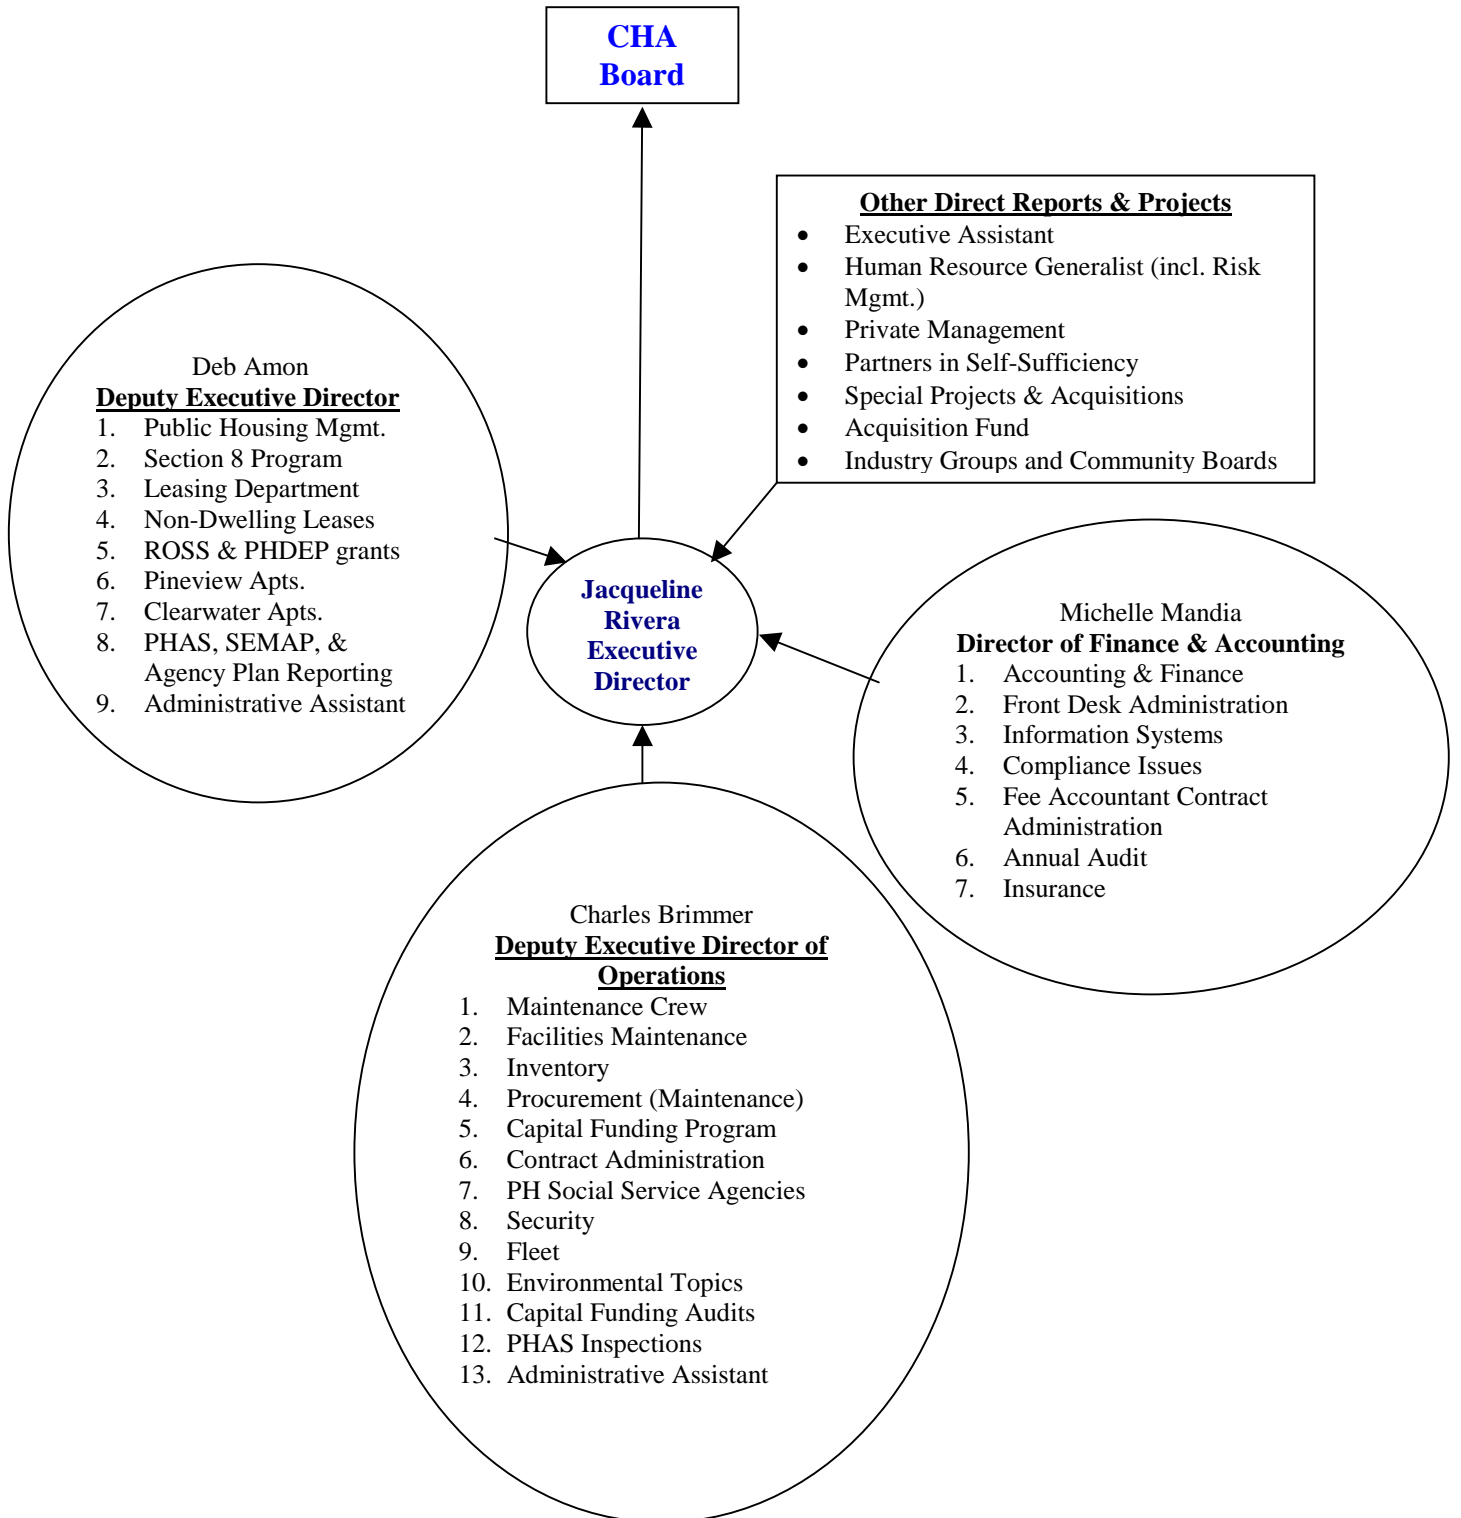 CHA
Board
Other Direct Reports & Projects
• Executive Assistant
• Human Resource Generalist (incl. Risk
Mgmt.)
• Private Management
• Partners in Self-Sufficiency
• Special Projects & Acquisitions
• Acquisition Fund
• Industry Groups and Community Boards
Deb Amon
Deputy Executive Director
1. Public Housing Mgmt.
2. Section 8 Program
3. Leasing Department
4. Non-Dwelling Leases
5. ROSS & PHDEP grants
6. Pineview Apts.
7. Clearwater Apts.
8. PHAS, SEMAP, &
Agency Plan Reporting
9. Administrative Assistant
Jacqueline
Rivera
Executive
Director
Michelle Mandia
Director of Finance & Accounting
1. Accounting & Finance
2. Front Desk Administration
3. Information Systems
4. Compliance Issues
5. Fee Accountant Contract
Administration
6. Annual Audit
7. Insurance
Charles Brimmer
Deputy Executive Director of
Operations
1. Maintenance Crew
2. Facilities Maintenance
3. Inventory
4. Procurement (Maintenance)
5. Capital Funding Program
6. Contract Administration
7. PH Social Service Agencies
8. Security
9. Fleet
10. Environmental Topics
11. Capital Funding Audits
12. PHAS Inspections
13. Administrative Assistant